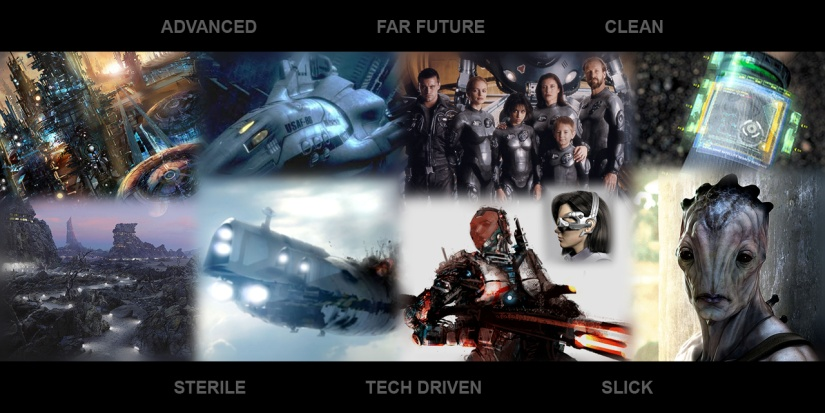 ADVANCED FAR FUTURE CLEAN
STERILE TECH DRIVEN SLICK